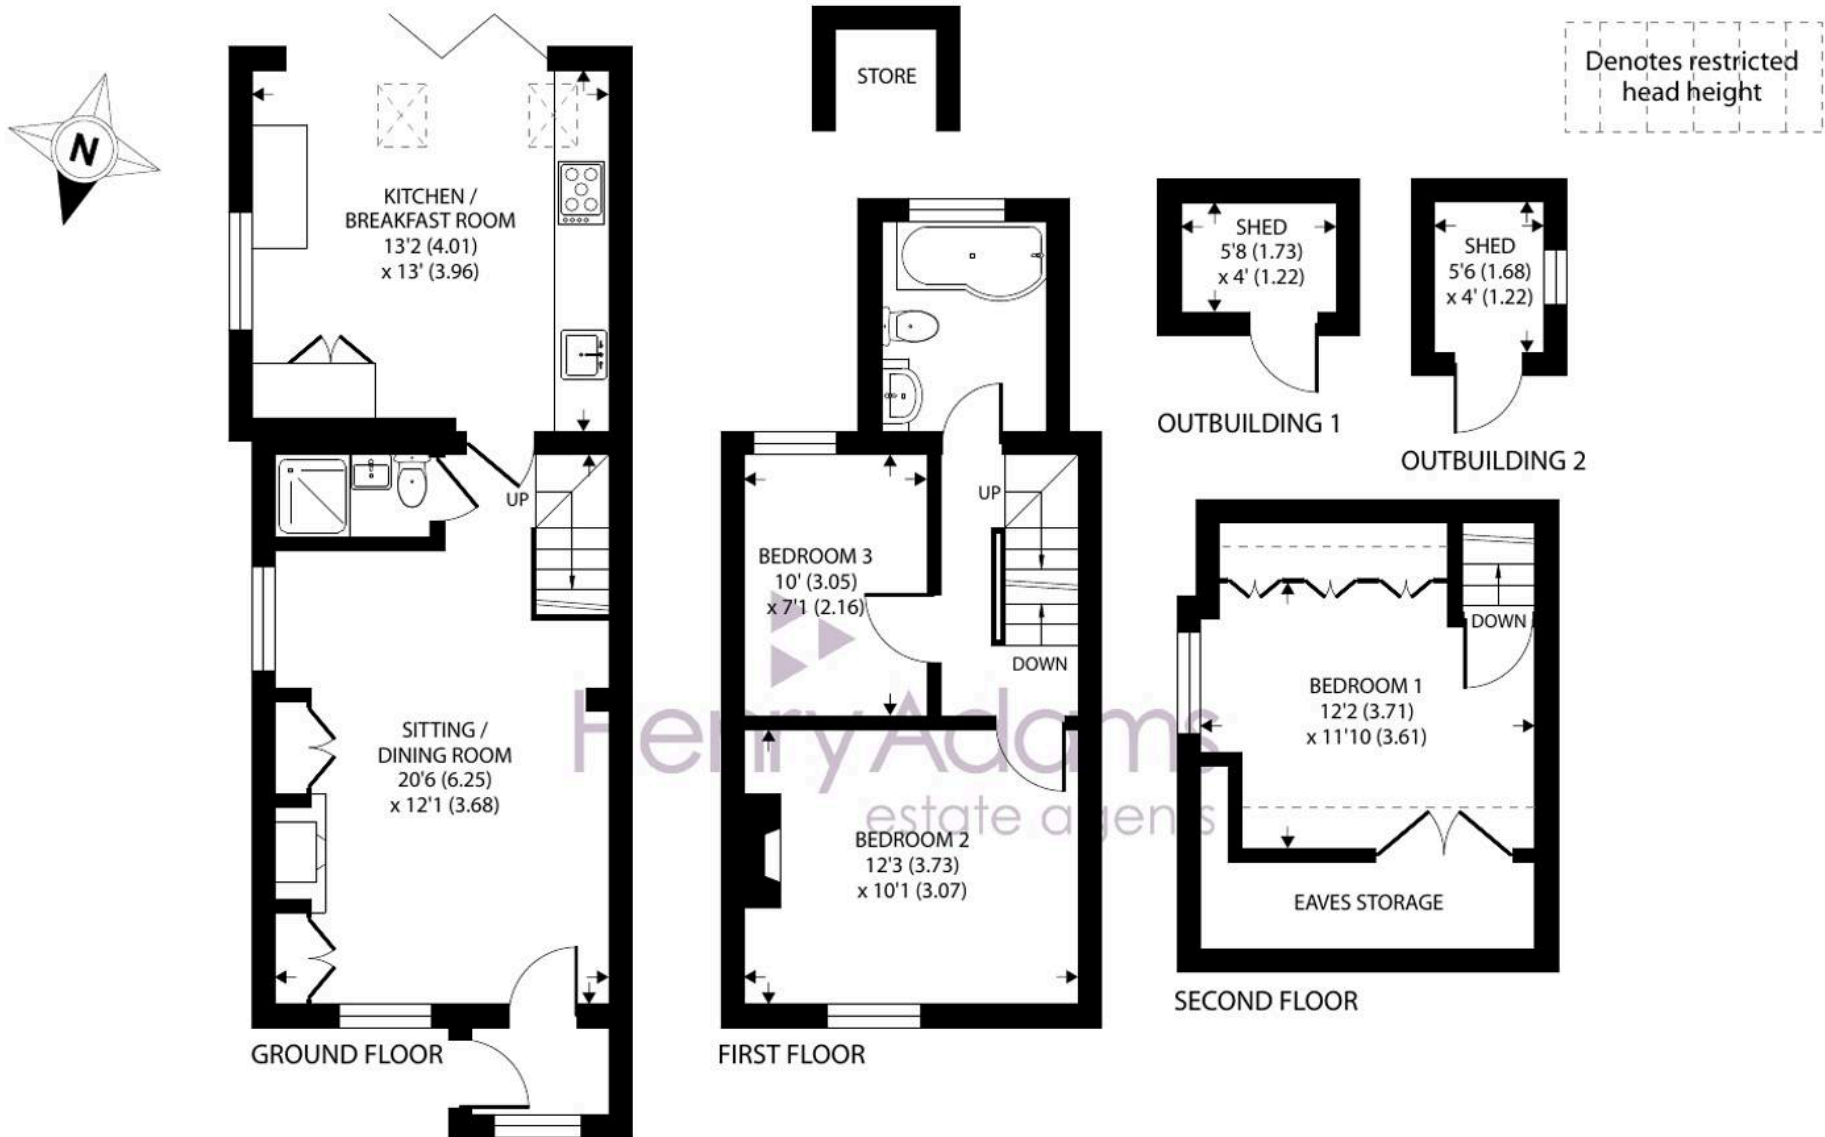 N
KITCHEN /
BREAKFAST ROOM
13'2 (4.01)
x 13' (3.96)
UP
SITTING /
DINING ROOM
20'6 (6.25)
x 12'1 (3.68)
GROUND FLOOR
STORE
BEDROOM 3
10' (3.05)
x 7'1 (2.16)
UP
DOWN
BEDROOM 2
12'3 (3.73)
x 10'1 (3.07)
FIRST FLOOR
Henry Adams
estate agents
Denotes restricted
head height
SHED
5'8 (1.73)
x 4' (1.22)
OUTBUILDING 1
SHED
5'6 (1.68)
x 4' (1.22)
OUTBUILDING 2
DOWN
BEDROOM 1
12'2 (3.71)
x 11'10 (3.61)
EAVES STORAGE
SECOND FLOOR